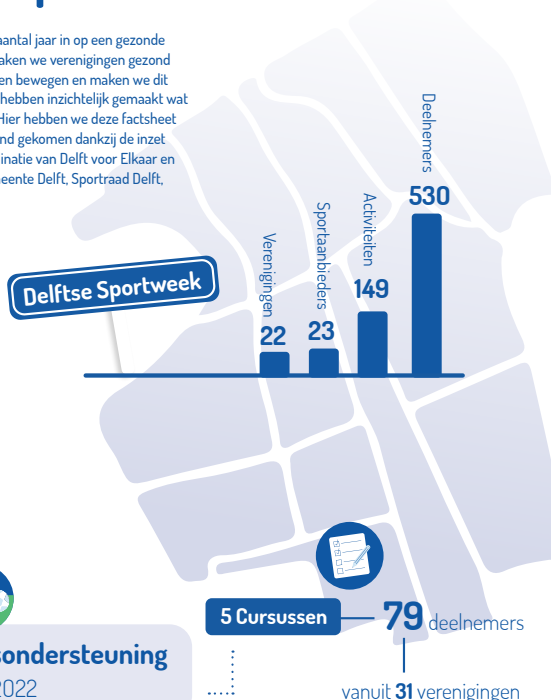 aantal jaar in op een gezonde
aken we verenigingen gezond
en bewegen en maken we dit
hebben inzichtelijk gemaakt wat
Hier hebben we deze factsheet
nd gekomen dankzij de inzet
inatie van Delft voor Elkaar en
eente Delft, Sportraad Delft,
Delftse Sportweek
Verenigingen
22
Sportaanbieders
23
Activiteiten
149
Deelnemers
530
5 Cursussen
79 deelnemers
vanuit 31 verenigingen
sondersteuning
2022